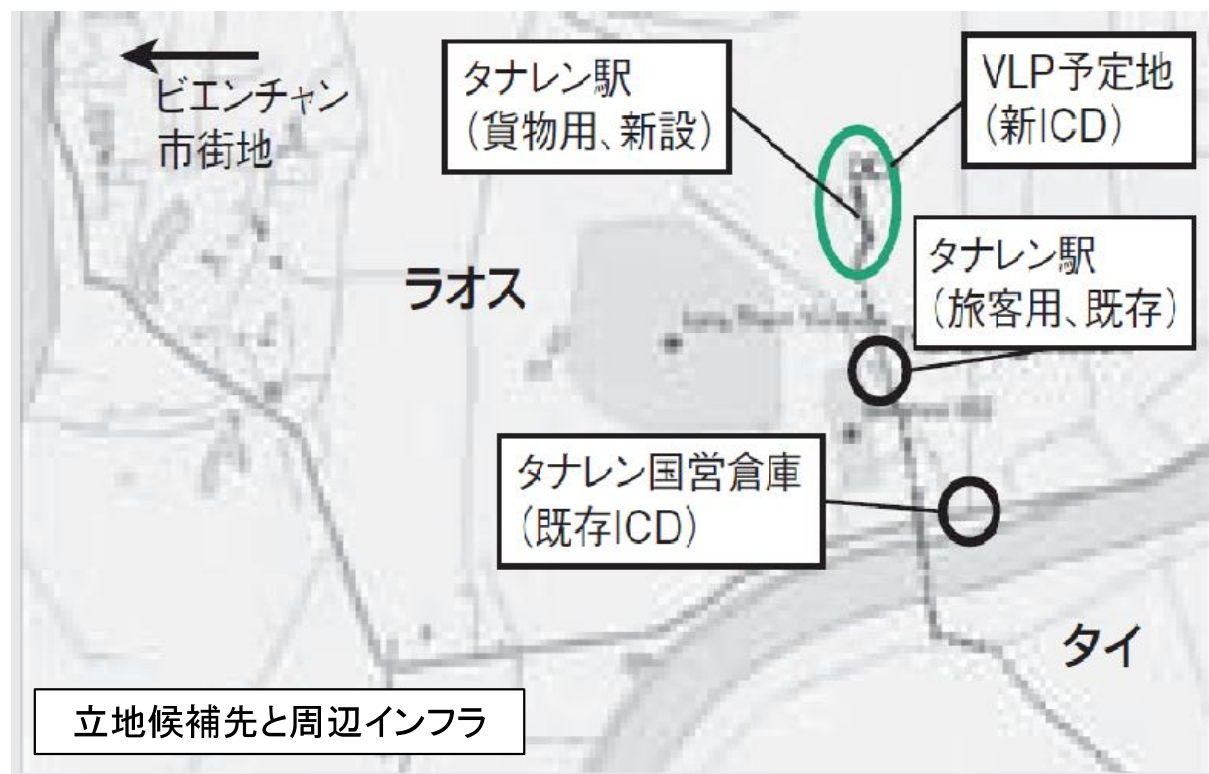 ビエンチャン
市街地
タナレン駅
（貨物用、新設）
VLP予定地
（新ICD）
タナレン駅
（旅客用、既存）
ラオス
タナレン国営倉庫
（既存ICD）
タイ
立地候補先と周辺インフラ